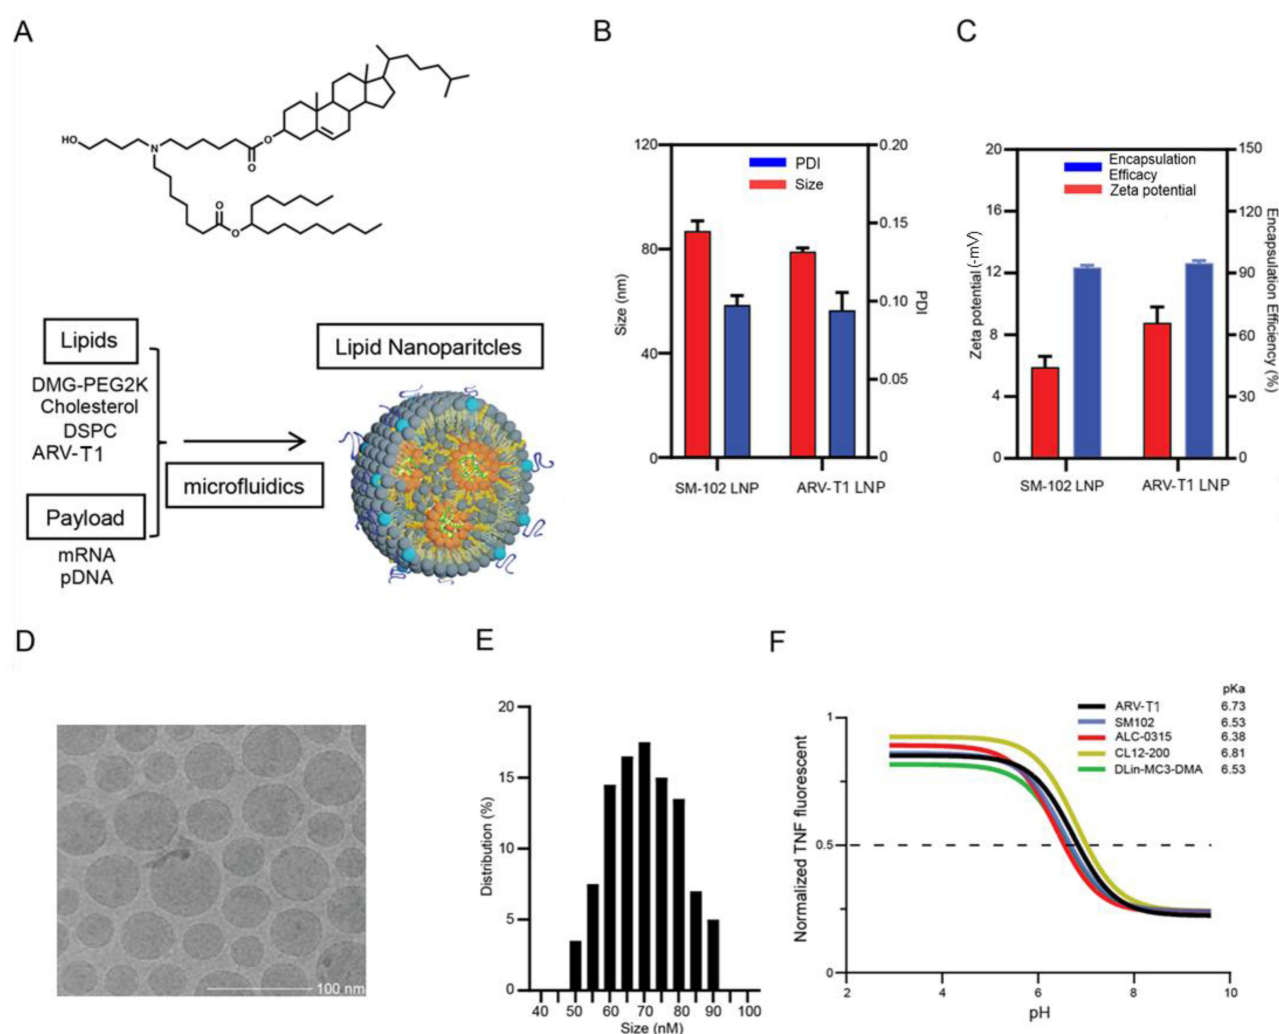 A
HO
N
O
O
O
O
Lipids
DMG-PEG2K
Cholesterol
DSPC
ARV-T1
Payload
mRNA
pDNA
microfluidics
Lipid Nanoparitcles
B
120
80
40
0
Size (nm)
PDI
Size
0.20
0.15
0.10
0.05
0
PDI
SM-102 LNP
ARV-T1 LNP
C
20
16
12
8
4
0
Zeta potential (-mV)
Encapsulation
Efficacy
Zeta potential
150
120
90
60
30
0
Encapsulation Efficiency (%)
SM-102 LNP
ARV-T1 LNP
D
100 nm
E
20
15
10
5
0
Distribution (%)
40 50 60 70 80 90 100
Size (nM)
F
pKa
ARV-T1 6.73
SM102 6.53
ALC-0315 6.38
CL12-200 6.81
DLin-MC3-DMA 6.53
1
0.5
0
Normalized TNF fluorescent
2 4 6 8 10
pH